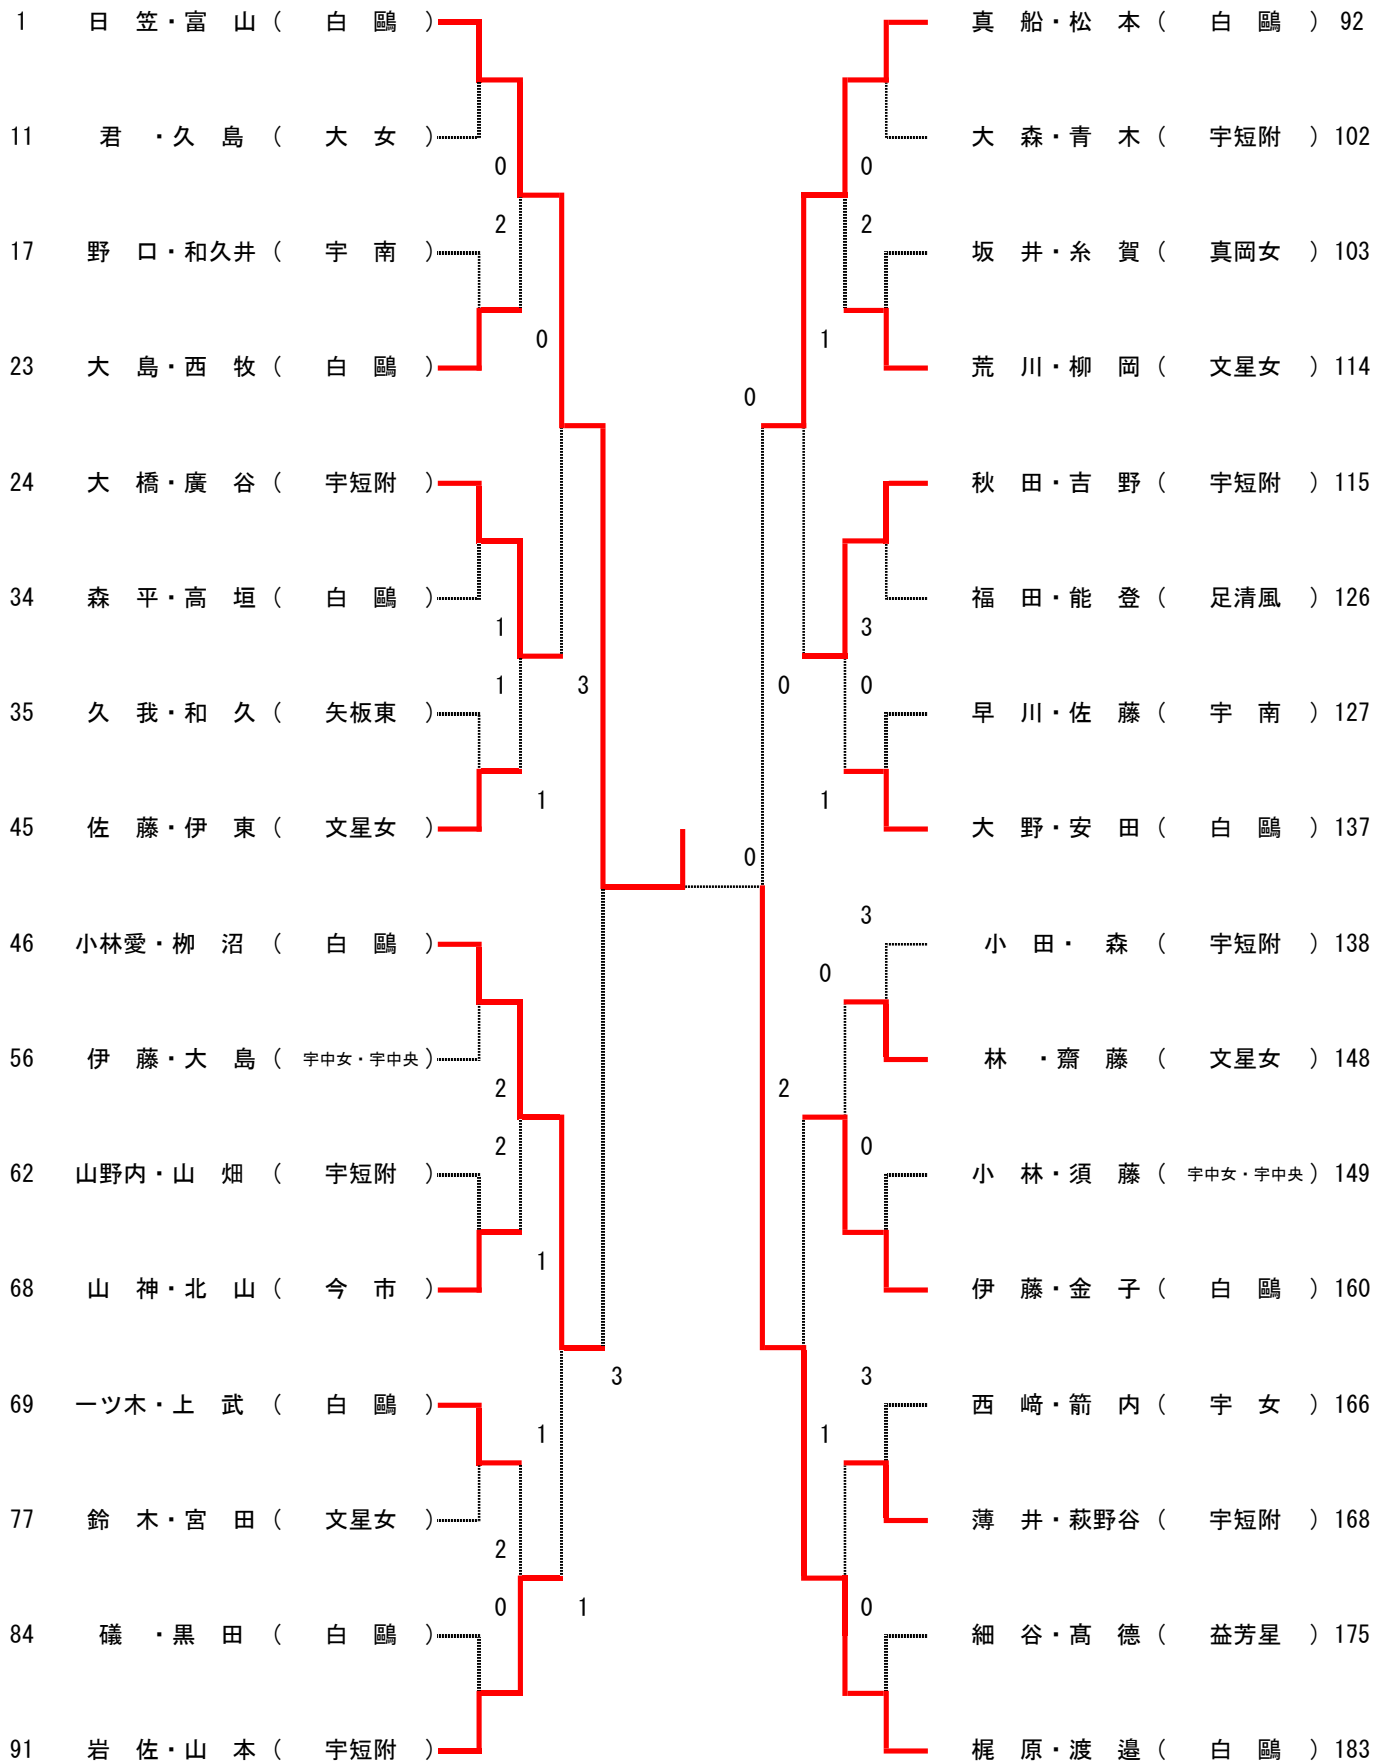 1 日 笠・富 山 ( 白 鷗 )
11 君 ・久 島 ( 大 女 )
0
2
17 野 口・和久井 ( 宇 南 )
23 大 島・西 牧 ( 白 鷗 )
0
24 大 橋・廣 谷 ( 宇短附 )
34 森 平・高 垣 ( 白 鷗 )
1
1
3
35 久 我・和 久 ( 矢板東 )
45 佐 藤・伊 東 ( 文星女 )
1
46 小林愛・栁 沼 ( 白 鷗 )
56 伊 藤・大 島 ( 宇中女・宇中央 )
2
2
62 山野内・山 畑 ( 宇短附 )
68 山 神・北 山 ( 今 市 )
1
3
69 一ツ木・上 武 ( 白 鷗 )
1
77 鈴 木・宮 田 ( 文星女 )
2
0
1
84 礒 ・黒 田 ( 白 鷗 )
91 岩 佐・山 本 ( 宇短附 )
真 船・松 本 ( 白 鷗 ) 92
大 森・青 木 ( 宇短附 ) 102
0
2
坂 井・糸 賀 ( 真岡女 ) 103
1
荒 川・柳 岡 ( 文星女 ) 114
0
秋 田・吉 野 ( 宇短附 ) 115
福 田・能 登 ( 足清風 ) 126
3
0
0
早 川・佐 藤 ( 宇 南 ) 127
1
大 野・安 田 ( 白 鷗 ) 137
0
3
小 田・ 森 ( 宇短附 ) 138
0
林 ・齋 藤 ( 文星女 ) 148
2
0
小 林・須 藤 ( 宇中女・宇中央 ) 149
伊 藤・金 子 ( 白 鷗 ) 160
3
西 﨑・箭 内 ( 宇 女 ) 166
1
薄 井・萩野谷 ( 宇短附 ) 168
0
細 谷・髙 德 ( 益芳星 ) 175
梶 原・渡 邉 ( 白 鷗 ) 183